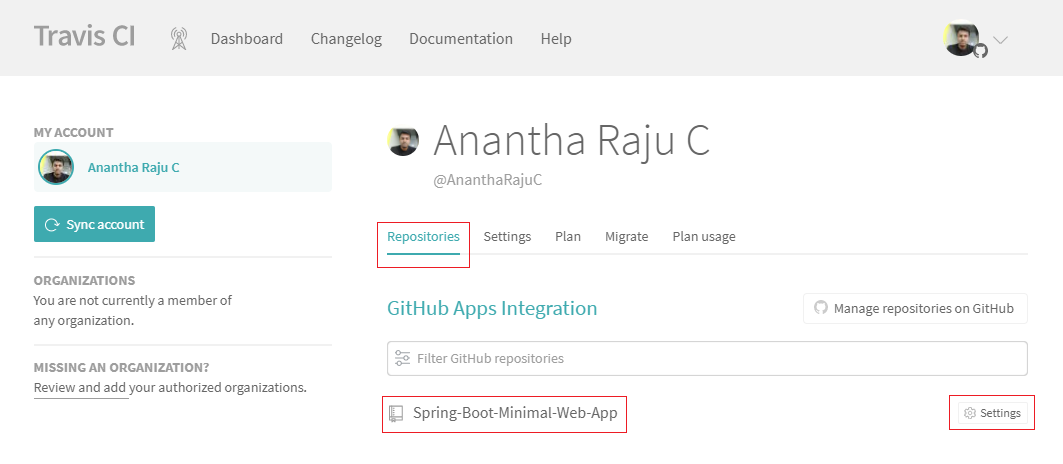 Travis CI
Dashboard Changelog Documentation Help
MY ACCOUNT
Anantha Raju C
Sync account
ORGANIZATIONS
You are not currently a member of
any organization.
MISSING AN ORGANIZATION?
Review and add your authorized organizations.
Anantha Raju C
@AnanthaRajuC
Repositories Settings Plan Migrate Plan usage
GitHub Apps Integration
Manage repositories on GitHub
Filter GitHub repositories
Spring-Boot-Minimal-Web-App
Settings